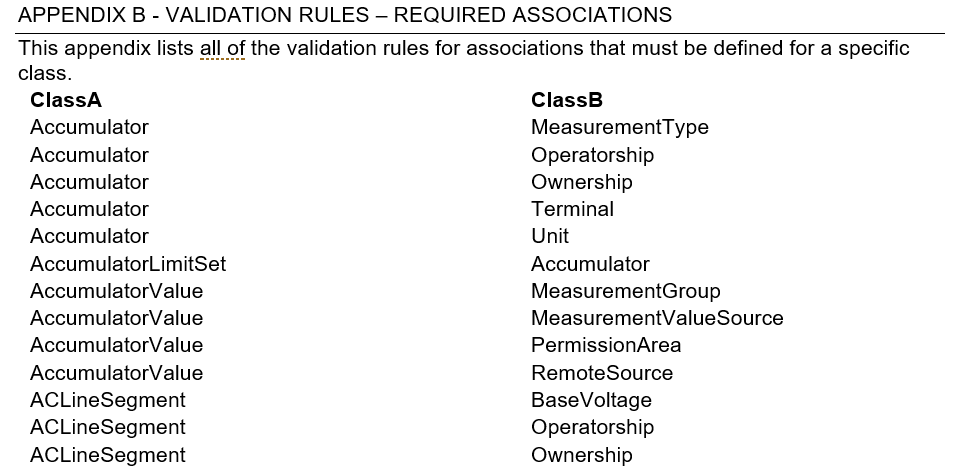 APPENDIX B - VALIDATION RULES – REQUIRED ASSOCIATIONS
This appendix lists all of the validation rules for associations that must be defined for a specific
class.
ClassA ClassB
Accumulator MeasurementType
Accumulator Operatorship
Accumulator Ownership
Accumulator Terminal
Accumulator Unit
AccumulatorLimitSet Accumulator
AccumulatorValue MeasurementGroup
AccumulatorValue MeasurementValueSource
AccumulatorValue PermissionArea
AccumulatorValue RemoteSource
ACLineSegment BaseVoltage
ACLineSegment Operatorship
ACLineSegment Ownership